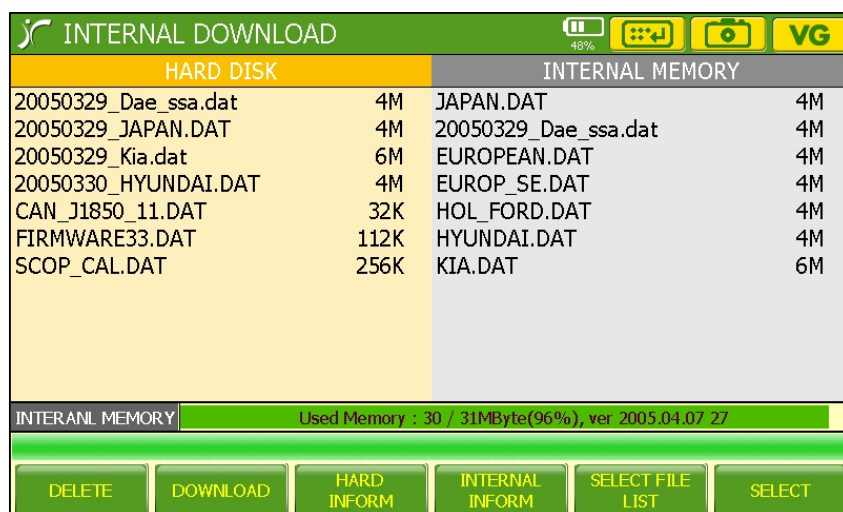 INTERNAL DOWNLOAD 48% VG
HARD DISK INTERNAL MEMORY
20050329_Dae_ssa.dat 4M JAPAN.DAT 4M
20050329_JAPAN.DAT 4M 20050329_Dae_ssa.dat 4M
20050329_Kia.dat 6M EUROPEAN.DAT 4M
20050330_HYUNDAI.DAT 4M EUROP_SE.DAT 4M
CAN_J1850_11.DAT 32K HOL_FORD.DAT 4M
FIRMWARE33.DAT 112K HYUNDAI.DAT 4M
SCOP_CAL.DAT 256K KIA.DAT 6M
INTERANL MEMORY Used Memory : 30 / 31MByte(96%), ver 2005.04.07 27
DELETE DOWNLOAD HARD INFORM INTERNAL INFORM SELECT FILE LIST SELECT